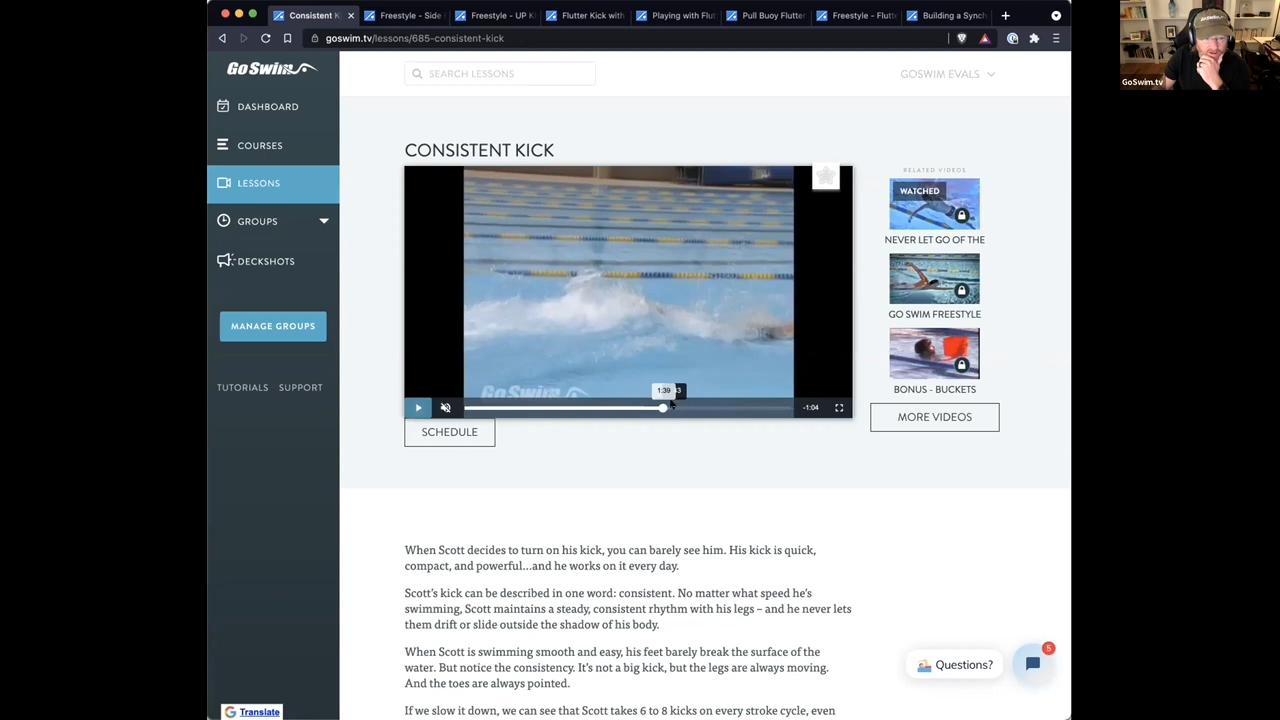 Consistent K
Freestyle - Side
Freestyle - UP K
Flutter Kick with
Playing with Flut
Pull Buoy Flutter
Freestyle - Flutte
Building a Synch
goswim.tv/lessons/685-consistent-kick
GoSwim
SEARCH LESSONS
GOSWIM EVALS
GoSwim.tv
DASHBOARD
COURSES
LESSONS
GROUPS
DECKSHOTS
MANAGE GROUPS
TUTORIALS
SUPPORT
CONSISTENT KICK
GoSwim
1:39
-1:04
SCHEDULE
RELATED VIDEOS
WATCHED
NEVER LET GO OF THE
GO SWIM FREESTYLE
BONUS - BUCKETS
MORE VIDEOS
When Scott decides to turn on his kick, you can barely see him. His kick is quick,
compact, and powerful...and he works on it every day.
Scott's kick can be described in one word: consistent. No matter what speed he's
swimming, Scott maintains a steady, consistent rhythm with his legs – and he never lets
them drift or slide outside the shadow of his body.
When Scott is swimming smooth and easy, his feet barely break the surface of the
water. But notice the consistency. It's not a big kick, but the legs are always moving.
And the toes are always pointed.
If we slow it down, we can see that Scott takes 6 to 8 kicks on every stroke cycle, even
Questions?
5
Translate